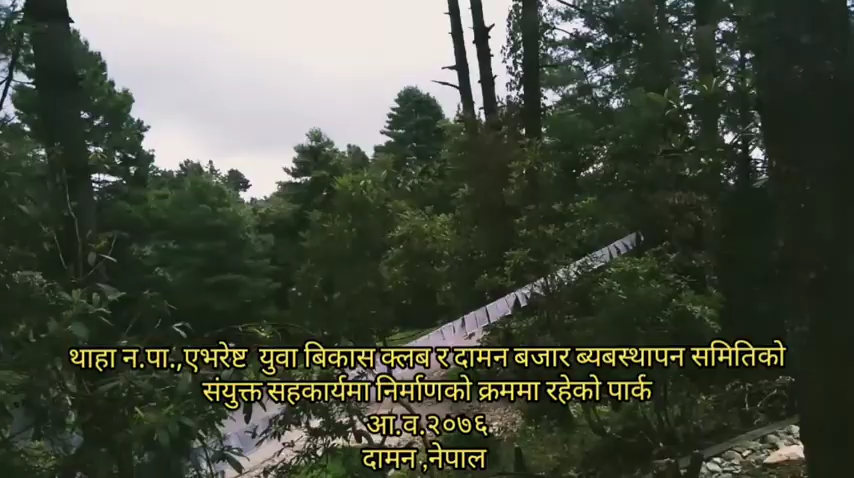 थाहा न.पा.,एभरेष्ट युवा बिकास क्लब र दामन बजार ब्यबस्थापन समितिको
संयुक्त सहकार्यमा निर्माणको क्रममा रहेको पार्क
आ.व.२०७६
दामन ,नेपाल